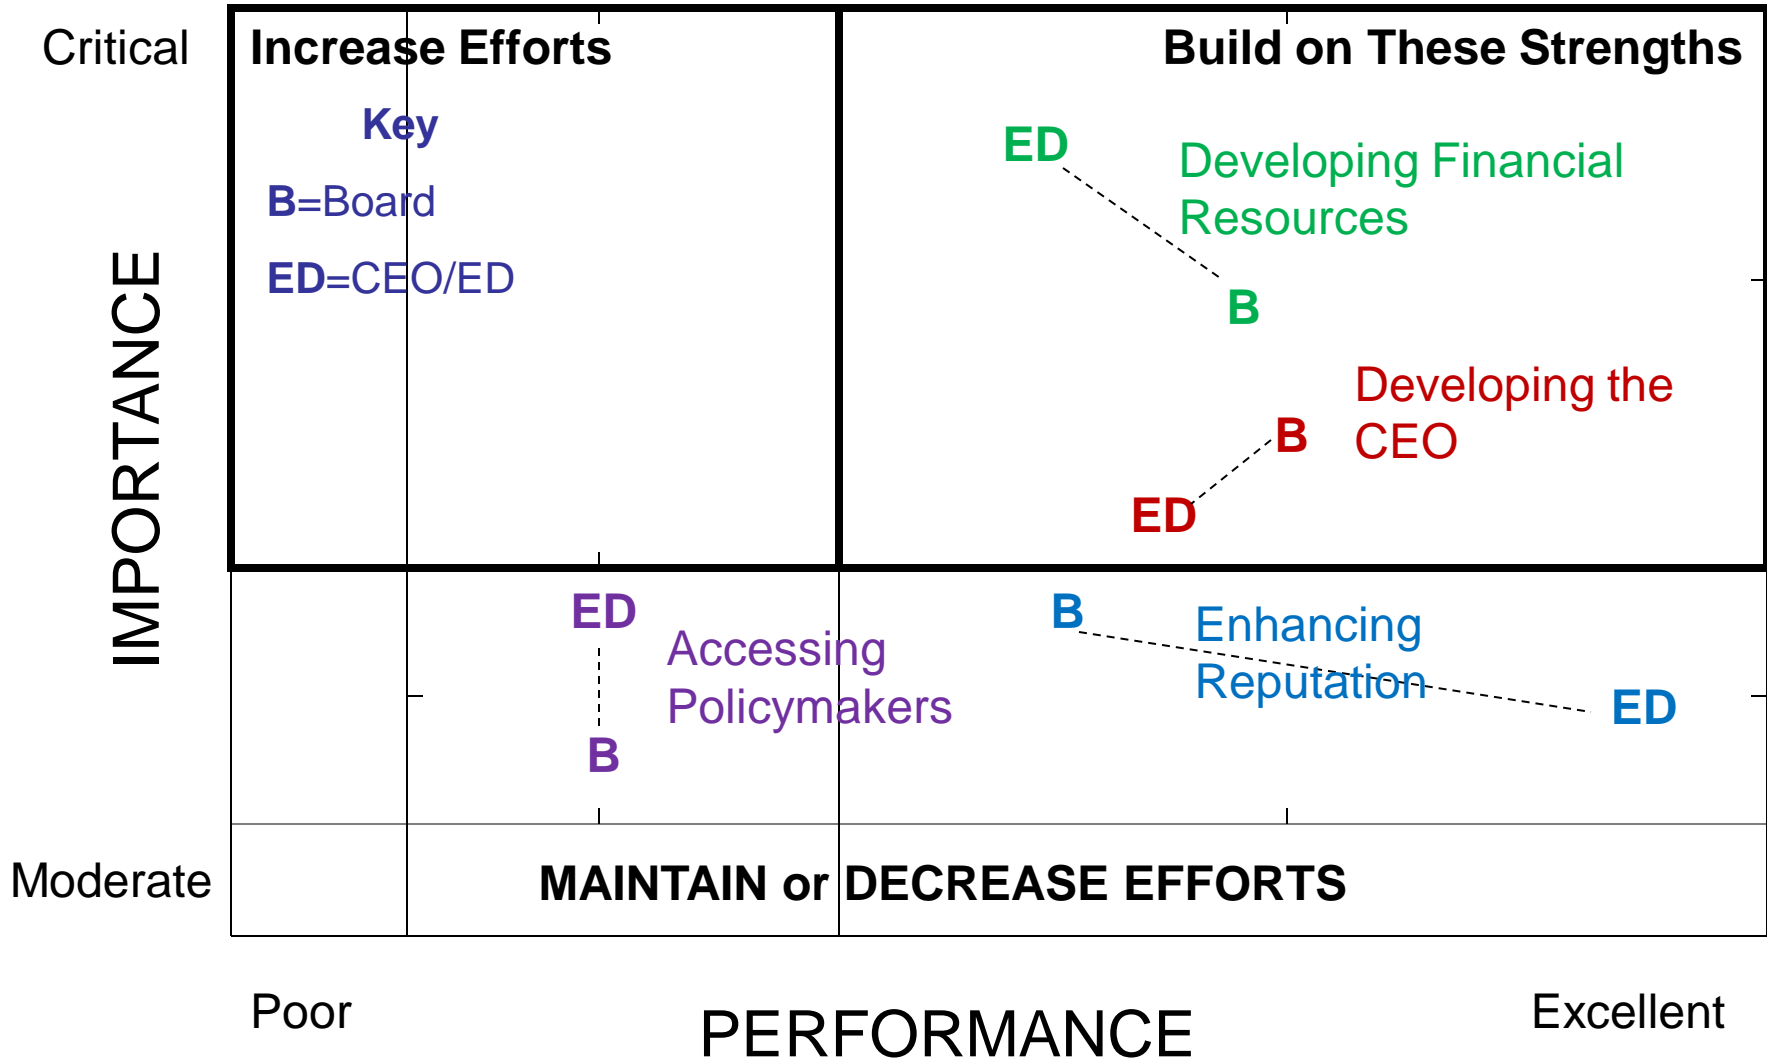 Critical
Increase Efforts
Build on These Strengths
Key
B=Board
ED=CEO/ED
ED
Developing Financial
Resources
B
Developing the
CEO
B
ED
IMPORTANCE
ED
Accessing
Policymakers
B
B
Enhancing
Reputation
ED
Moderate
MAINTAIN or DECREASE EFFORTS
Poor
PERFORMANCE
Excellent